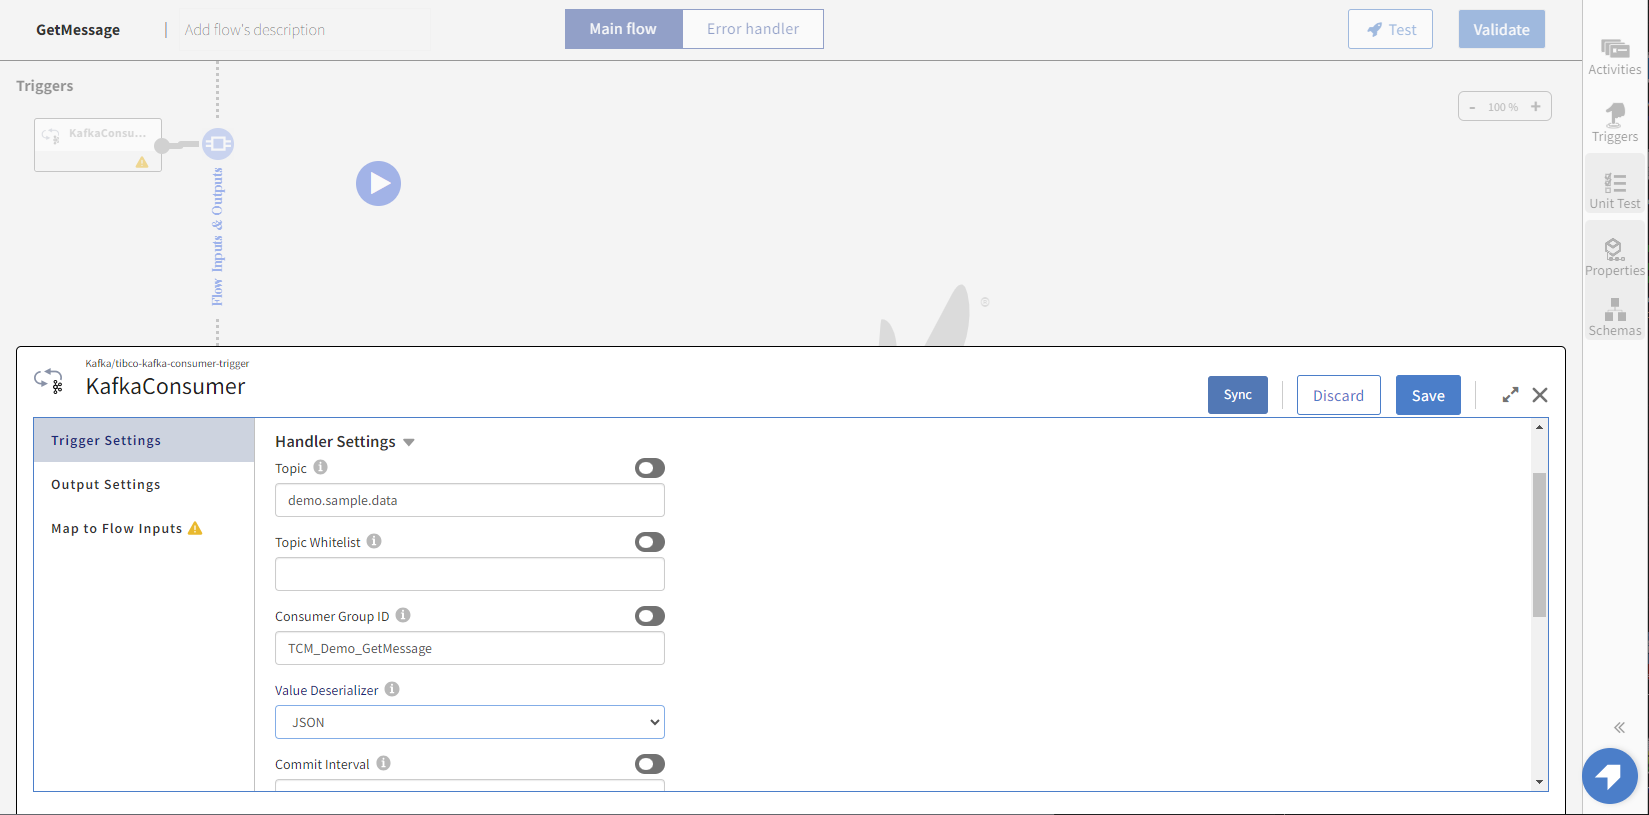 GetMessage
Add flow's description
Main flow
Error handler
Test
Validate
Activities
Triggers
- 100 % +
KafkaConsu...
Triggers
Flow Inputs & Outputs
Unit Test
Properties
®
Schemas
Kafka/tibco-kafka-consumer-trigger
KafkaConsumer
Sync
Discard
Save
Trigger Settings
Output Settings
Map to Flow Inputs
Handler Settings
Topic
demo.sample.data
Topic Whitelist
Consumer Group ID
TCM_Demo_GetMessage
Value Deserializer
JSON
Commit Interval